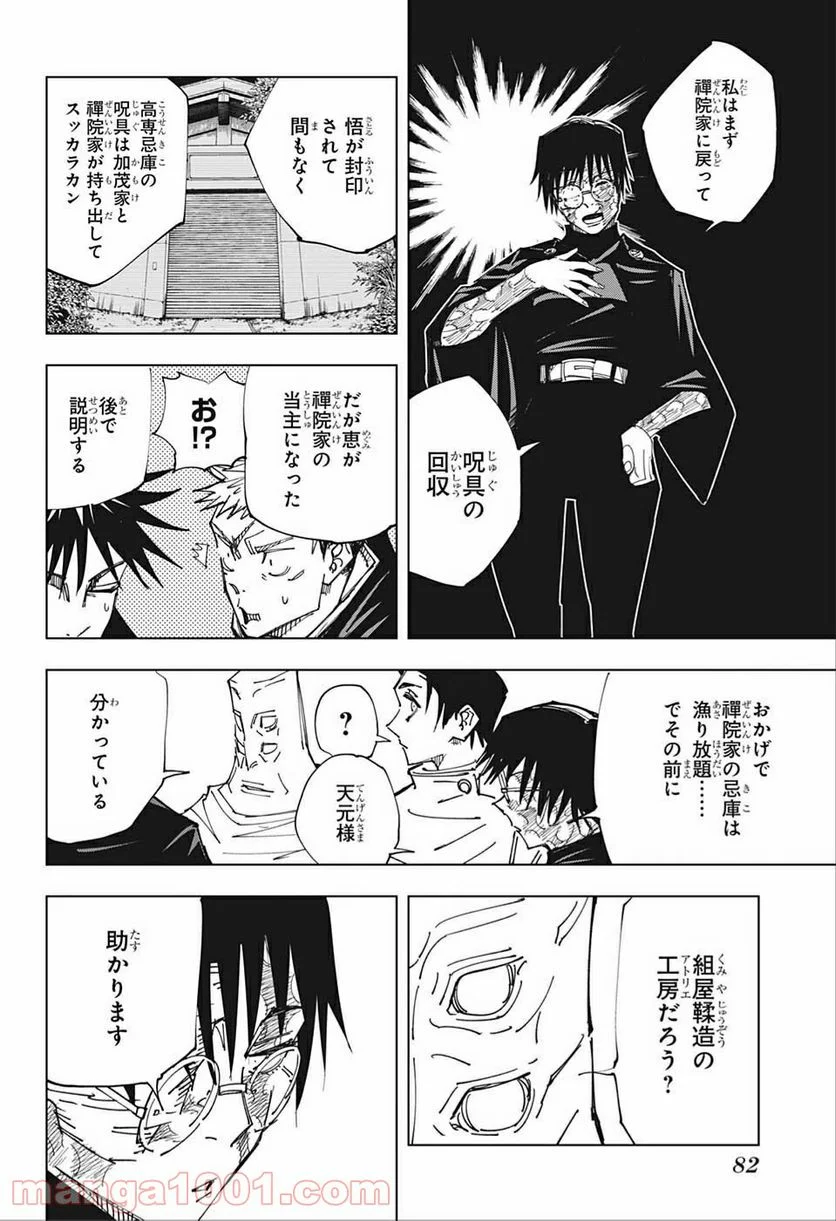 私はまず
禪院家に戻って
呪具の
回収
悟が封印
されて
間もなく
高専忌庫の
呪具は加茂家と
禪院家が持ち出して
スッカラカン
だが恵が
禪院家の
当主になった
お!?
後で
説明する
おかげで
禪院家の忌庫は
漁り放題……
でその前に
?
天元様
分かっている
組屋鞣造の
工房だろう?
助かります
82
manga1001.com